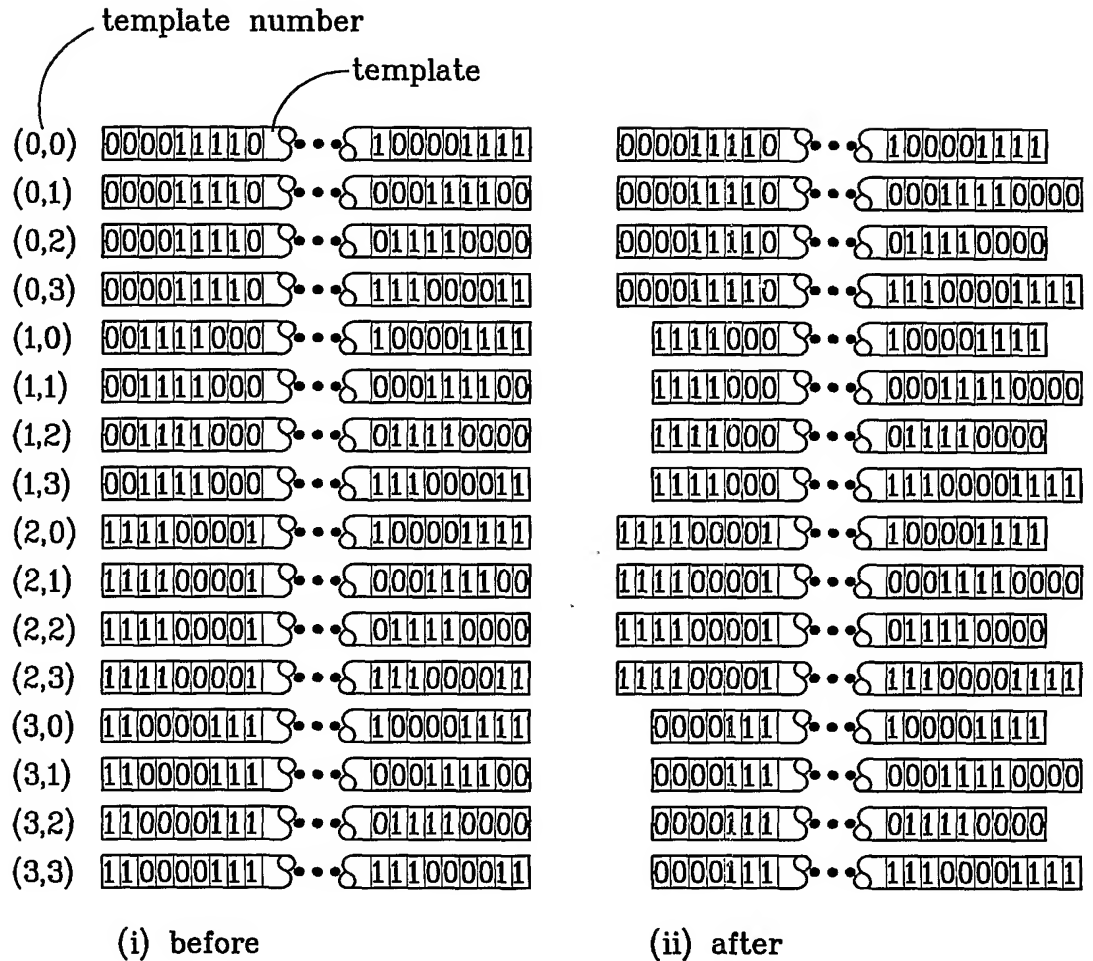 template number
template
(0,0) 000011110 ••• 100001111 000011110 ••• 100001111
(0,1) 000011110 ••• 000111100 000011110 ••• 00011110000
(0,2) 000011110 ••• 011110000 000011110 ••• 011110000
(0,3) 000011110 ••• 111000011 000011110 ••• 11100001111
(1,0) 001111000 ••• 100001111 1111000 ••• 100001111
(1,1) 001111000 ••• 000111100 1111000 ••• 00011110000
(1,2) 001111000 ••• 011110000 1111000 ••• 011110000
(1,3) 001111000 ••• 111000011 1111000 ••• 11100001111
(2,0) 111100001 ••• 100001111 111100001 ••• 100001111
(2,1) 111100001 ••• 000111100 111100001 ••• 00011110000
(2,2) 111100001 ••• 011110000 111100001 ••• 011110000
(2,3) 111100001 ••• 111000011 111100001 ••• 11100001111
(3,0) 110000111 ••• 100001111 0000111 ••• 100001111
(3,1) 110000111 ••• 000111100 0000111 ••• 00011110000
(3,2) 110000111 ••• 011110000 0000111 ••• 011110000
(3,3) 110000111 ••• 111000011 0000111 ••• 11100001111
(i) before (ii) after